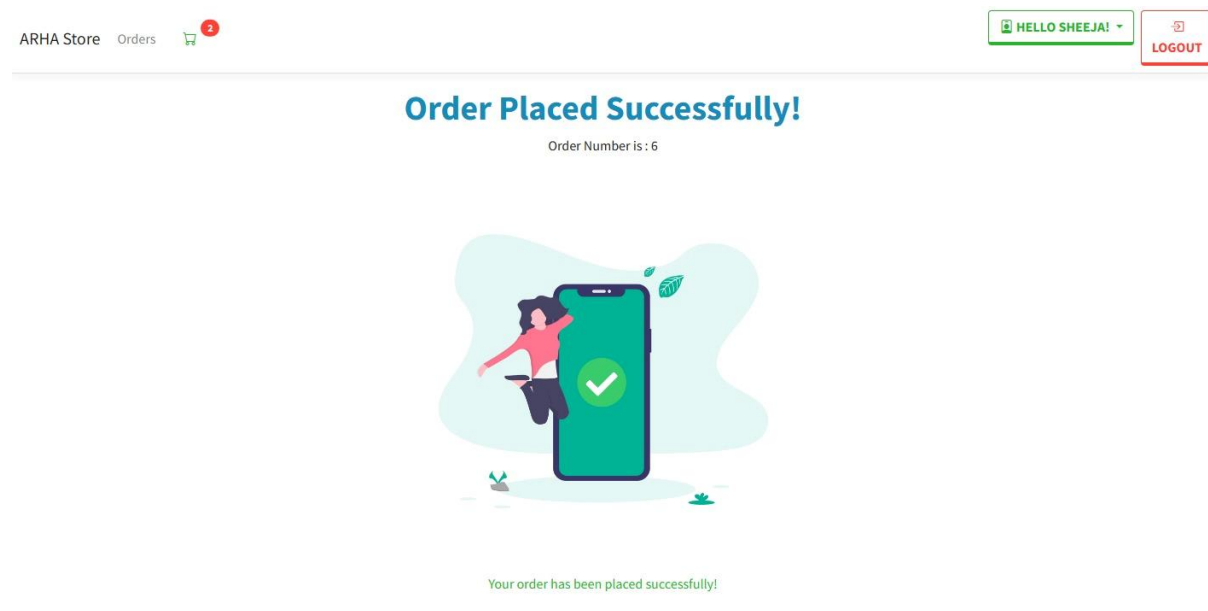 ARHA Store Orders 2 HELLO SHEEJA! LOGOUT
Order Placed Successfully!
Order Number is : 6
Your order has been placed successfully!